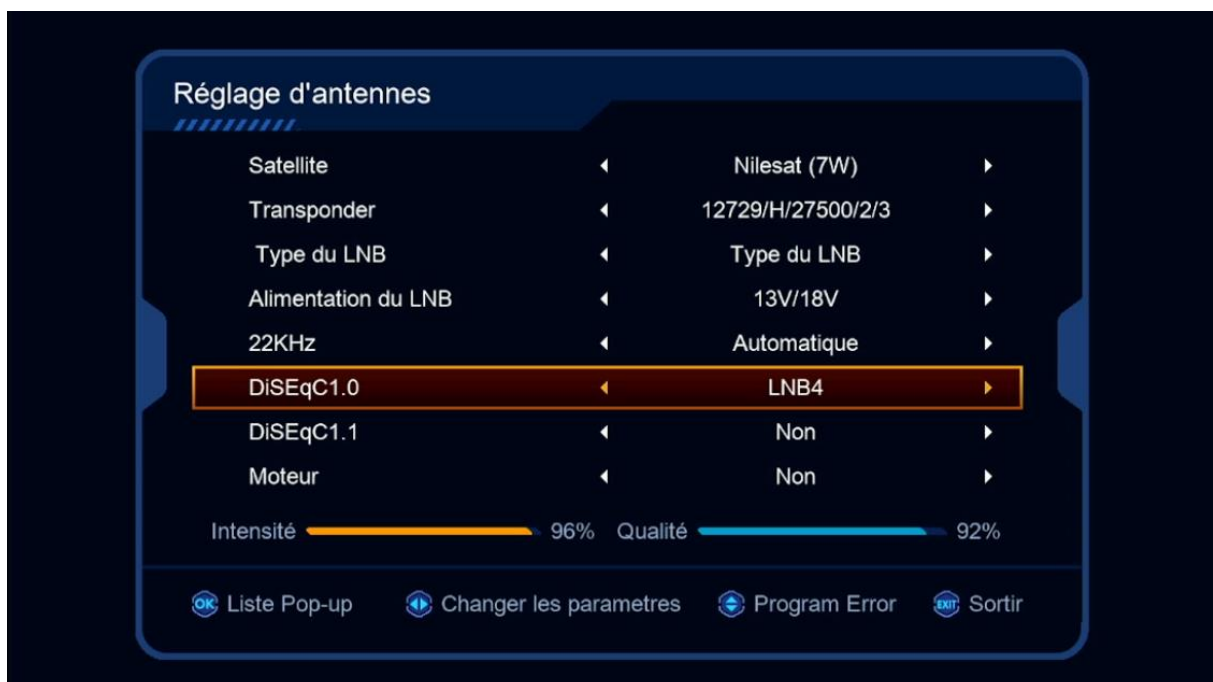 Réglage d'antennes
Satellite Nilesat (7W)
Transponder 12729/H/27500/2/3
Type du LNB Type du LNB
Alimentation du LNB 13V/18V
22KHz Automatique
DiSEqC1.0 LNB4
DiSEqC1.1 Non
Moteur Non
Intensité 96% Qualité 92%
OK Liste Pop-up Changer les parametres Program Error EXIT Sortir